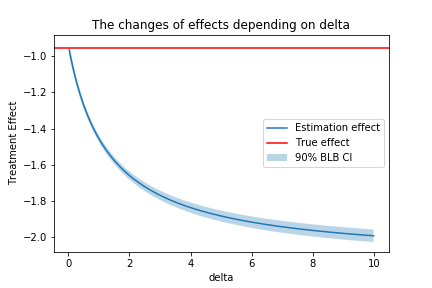 The changes of effects depending on delta
Treatment Effect
−1.0
−1.2
−1.4
−1.6
−1.8
−2.0
Estimation effect
True effect
90% BLB CI
0 2 4 6 8 10
delta